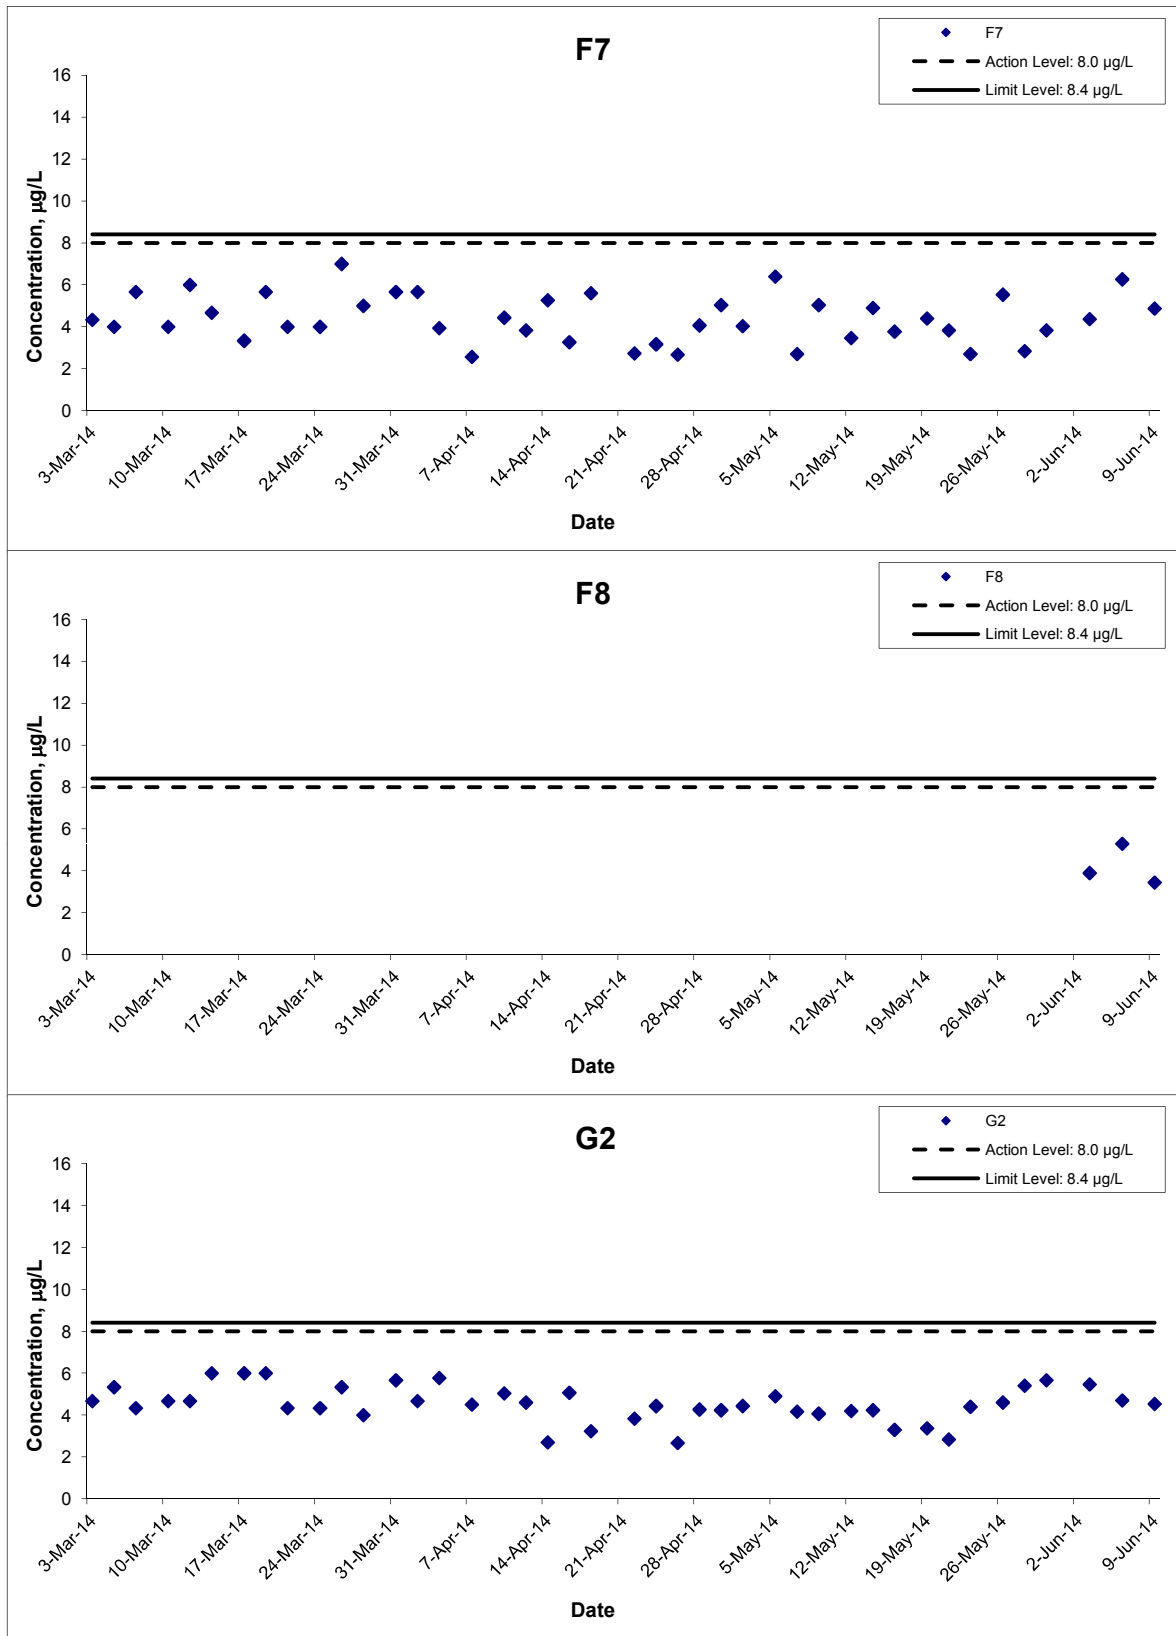 F7
F7
Action Level: 8.0 µg/L
Limit Level: 8.4 µg/L
Concentration, µg/L
16
14
12
10
8
6
4
2
0
3-Mar-14
10-Mar-14
17-Mar-14
24-Mar-14
31-Mar-14
7-Apr-14
14-Apr-14
21-Apr-14
28-Apr-14
5-May-14
12-May-14
19-May-14
26-May-14
2-Jun-14
9-Jun-14
Date
F8
F8
Action Level: 8.0 µg/L
Limit Level: 8.4 µg/L
Concentration, µg/L
16
14
12
10
8
6
4
2
0
3-Mar-14
10-Mar-14
17-Mar-14
24-Mar-14
31-Mar-14
7-Apr-14
14-Apr-14
21-Apr-14
28-Apr-14
5-May-14
12-May-14
19-May-14
26-May-14
2-Jun-14
9-Jun-14
Date
G2
G2
Action Level: 8.0 µg/L
Limit Level: 8.4 µg/L
Concentration, µg/L
16
14
12
10
8
6
4
2
0
3-Mar-14
10-Mar-14
17-Mar-14
24-Mar-14
31-Mar-14
7-Apr-14
14-Apr-14
21-Apr-14
28-Apr-14
5-May-14
12-May-14
19-May-14
26-May-14
2-Jun-14
9-Jun-14
Date